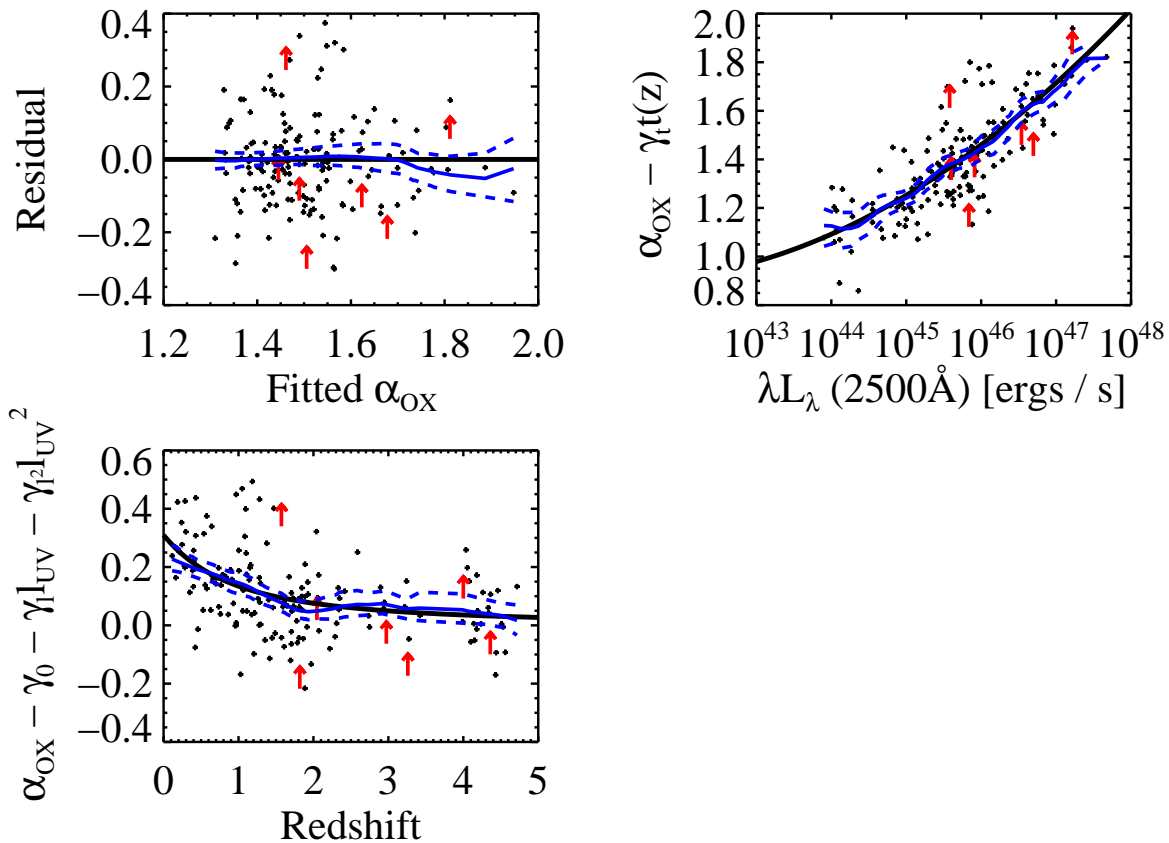 0.4
0.2
0.0
−0.2
−0.4
Residual
1.2 1.4 1.6 1.8 2.0
Fitted α_OX
2.0
1.8
1.6
1.4
1.2
1.0
0.8
α_OX − γ_t t(z)
10^43 10^44 10^45 10^46 10^47 10^48
λL_λ (2500Å) [ergs / s]
0.6
0.4
0.2
0.0
−0.2
−0.4
α_OX − γ_0 − γ_l l_UV − γ_l² l_UV²
0 1 2 3 4 5
Redshift